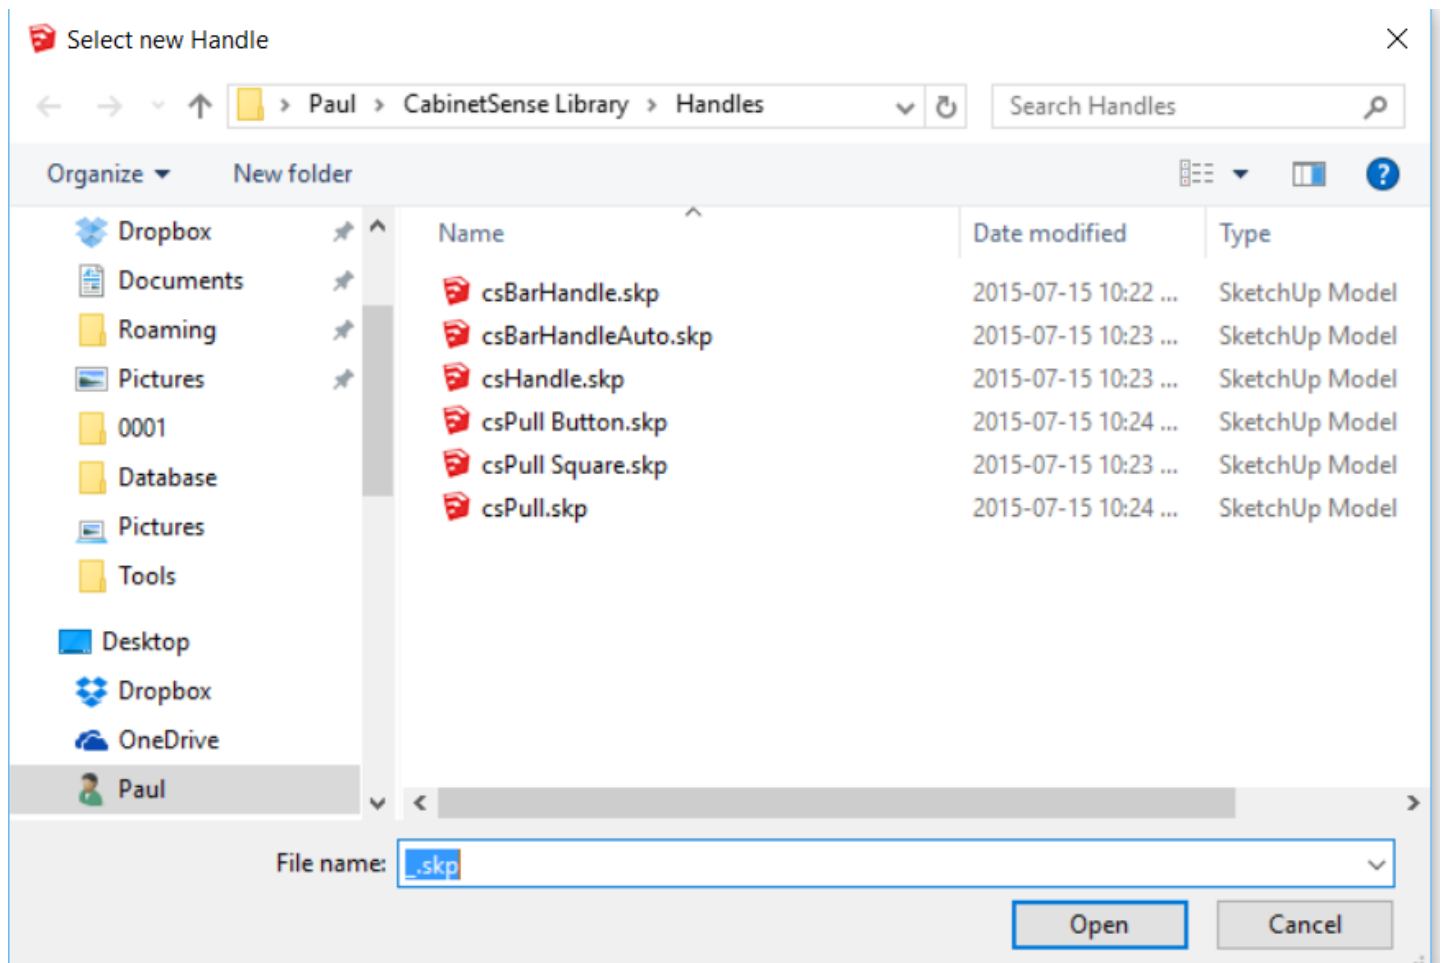 Select new Handle
Paul > CabinetSense Library > Handles
Search Handles
Organize
New folder
?
Dropbox
Documents
Roaming
Pictures
0001
Database
Pictures
Tools
Desktop
Dropbox
OneDrive
Paul
Name Date modified Type
csBarHandle.skp 2015-07-15 10:22 ... SketchUp Model
csBarHandleAuto.skp 2015-07-15 10:23 ... SketchUp Model
csHandle.skp 2015-07-15 10:23 ... SketchUp Model
csPull Button.skp 2015-07-15 10:24 ... SketchUp Model
csPull Square.skp 2015-07-15 10:23 ... SketchUp Model
csPull.skp 2015-07-15 10:24 ... SketchUp Model
File name: _.skp
Open Cancel